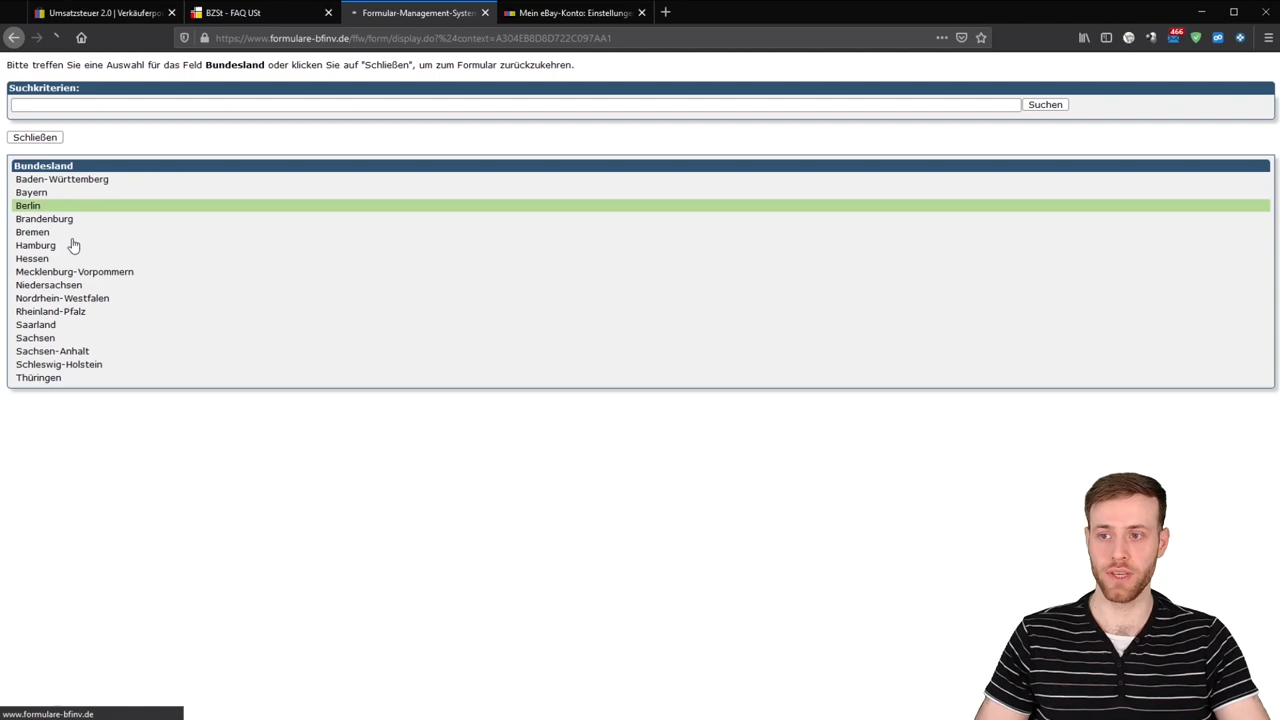 Umsatzsteuer 2.0 | Verkäuferpo
BZSt - FAQ USt
Formular-Management-System
Mein eBay-Konto: Einstellunge
https://www.formulare-bfinv.de/ffw/form/display.do?%24context=A304EB8D8D722C097AA1
466
Bitte treffen Sie eine Auswahl für das Feld Bundesland oder klicken Sie auf "Schließen", um zum Formular zurückzukehren.
Suchkriterien:
Suchen
Schließen
Bundesland
Baden-Württemberg
Bayern
Berlin
Brandenburg
Bremen
Hamburg
Hessen
Mecklenburg-Vorpommern
Niedersachsen
Nordrhein-Westfalen
Rheinland-Pfalz
Saarland
Sachsen
Sachsen-Anhalt
Schleswig-Holstein
Thüringen
www.formulare-bfinv.de